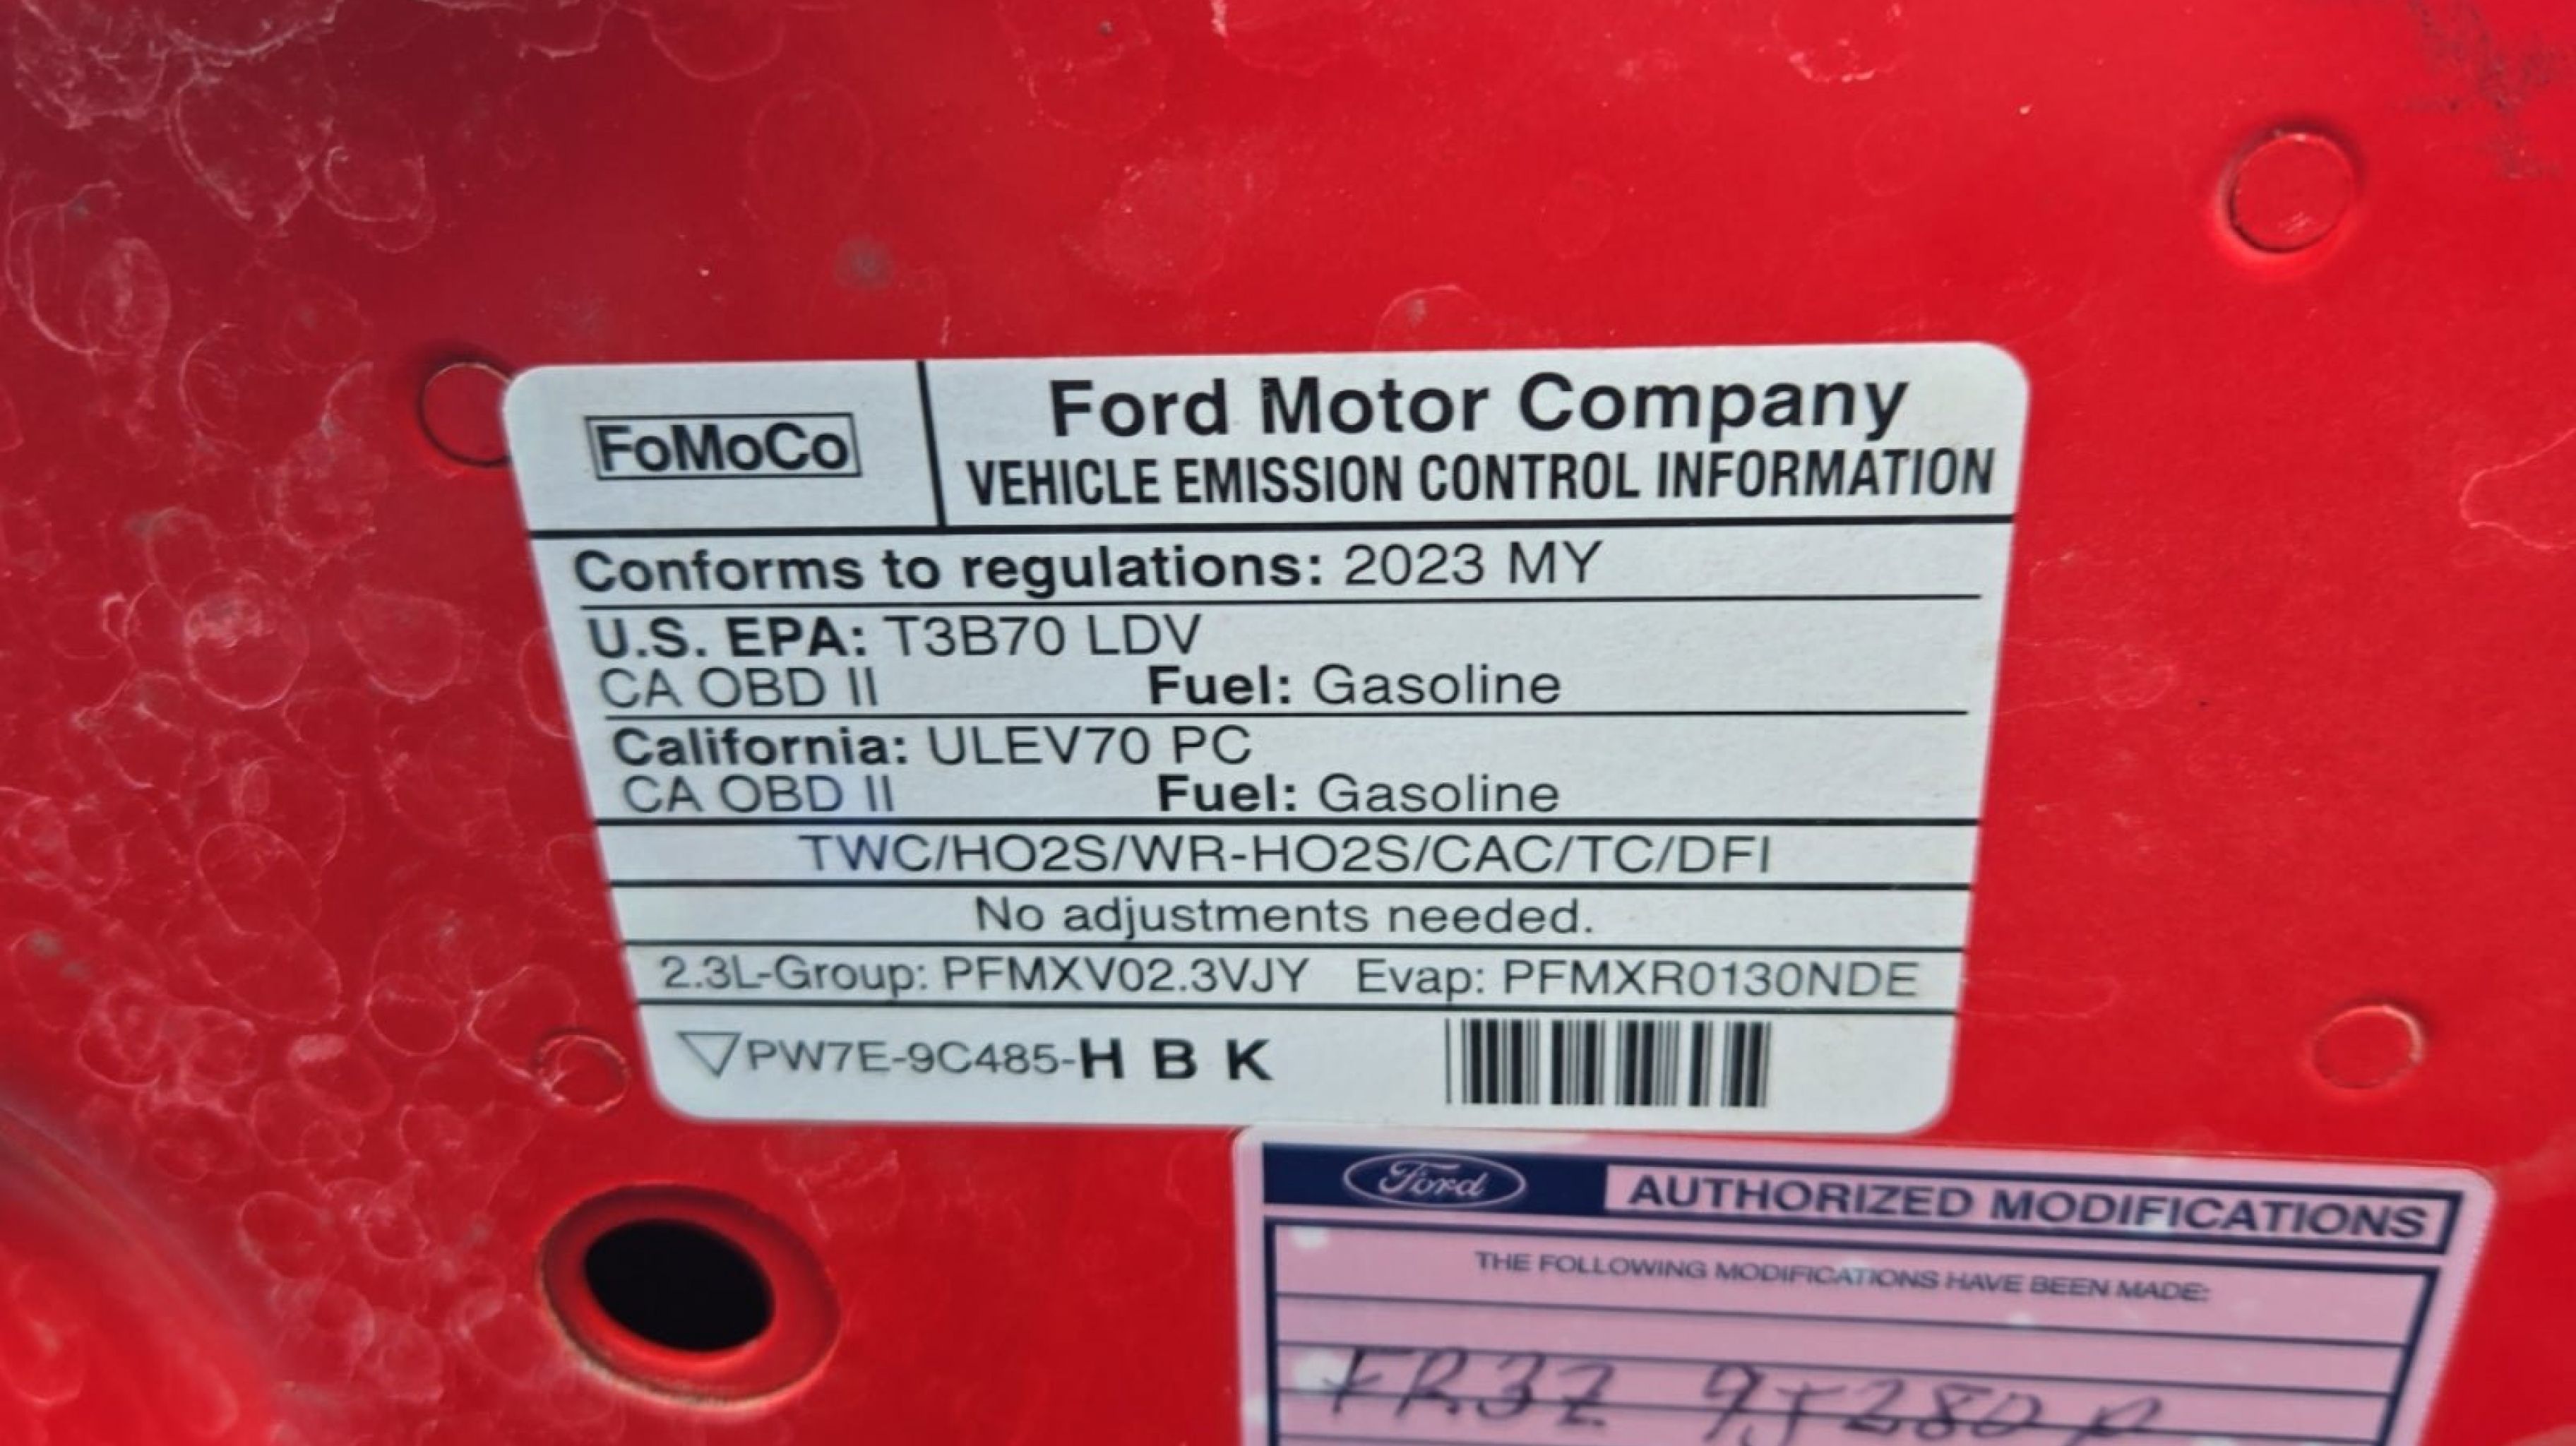 FoMoCo
Ford Motor Company
VEHICLE EMISSION CONTROL INFORMATION
Conforms to regulations: 2023 MY
U.S. EPA: T3B70 LDV
CA OBD II Fuel: Gasoline
California: ULEV70 PC
CA OBD II Fuel: Gasoline
TWC/HO2S/WR-HO2S/CAC/TC/DFI
No adjustments needed.
2.3L-Group: PFMXV02.3VJY Evap: PFMXR0130NDE
PW7E-9C485-H B K
Ford
AUTHORIZED MODIFICATIONS
THE FOLLOWING MODIFICATIONS HAVE BEEN MADE: